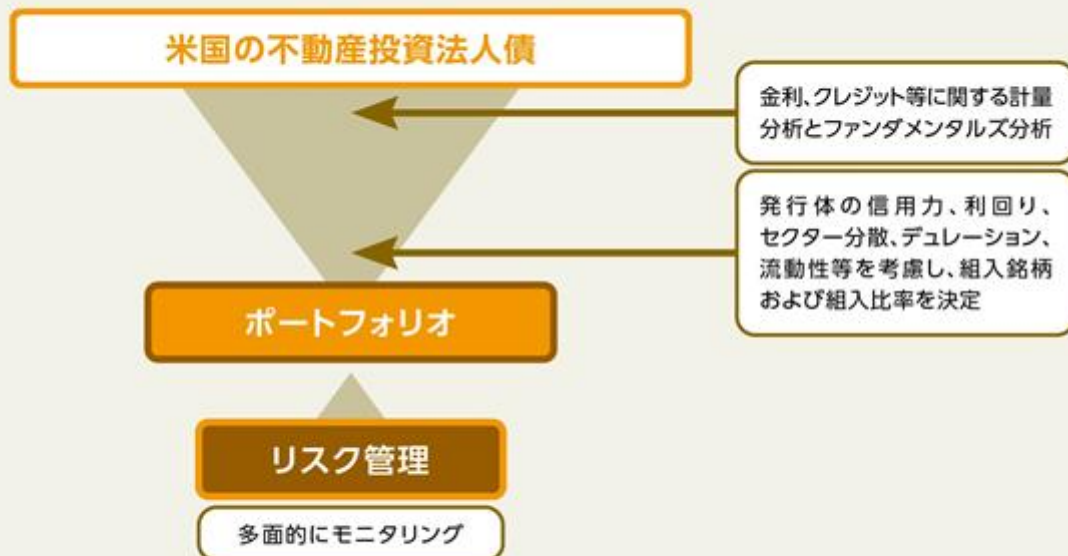 米国の不動産投資法人債
金利、クレジット等に関する計量
分析とファンダメンタルズ分析
発行体の信用力、利回り、
セクター分散、デュレーション、
流動性等を考慮し、組入銘柄
および組入比率を決定
ポートフォリオ
リスク管理
多面的にモニタリング